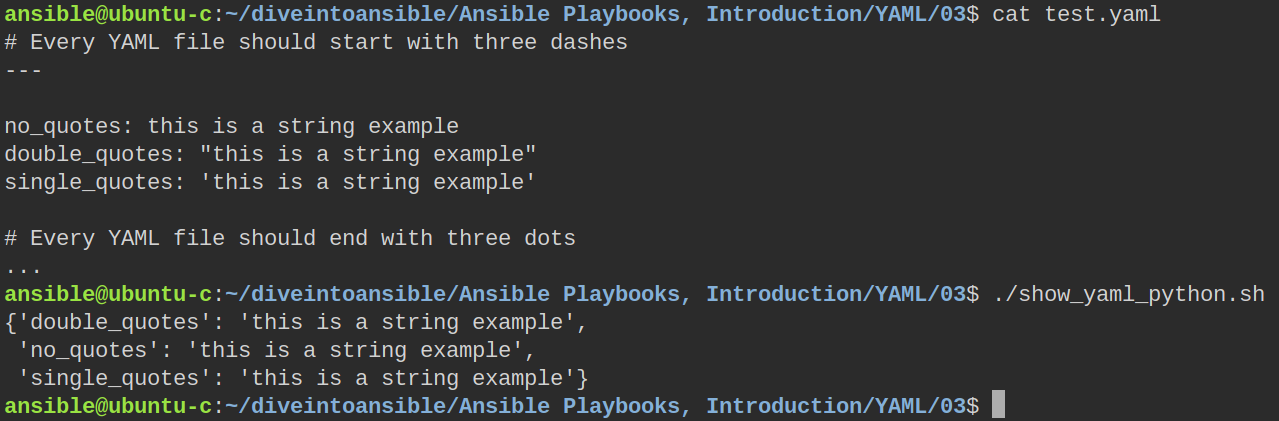 ansible@ubuntu-c:~/diveintoansible/Ansible Playbooks, Introduction/YAML/03$ cat test.yaml
# Every YAML file should start with three dashes
---
no_quotes: this is a string example
double_quotes: "this is a string example"
single_quotes: 'this is a string example'
# Every YAML file should end with three dots
...
ansible@ubuntu-c:~/diveintoansible/Ansible Playbooks, Introduction/YAML/03$ ./show_yaml_python.sh
{'double_quotes': 'this is a string example',
 'no_quotes': 'this is a string example',
 'single_quotes': 'this is a string example'}
ansible@ubuntu-c:~/diveintoansible/Ansible Playbooks, Introduction/YAML/03$